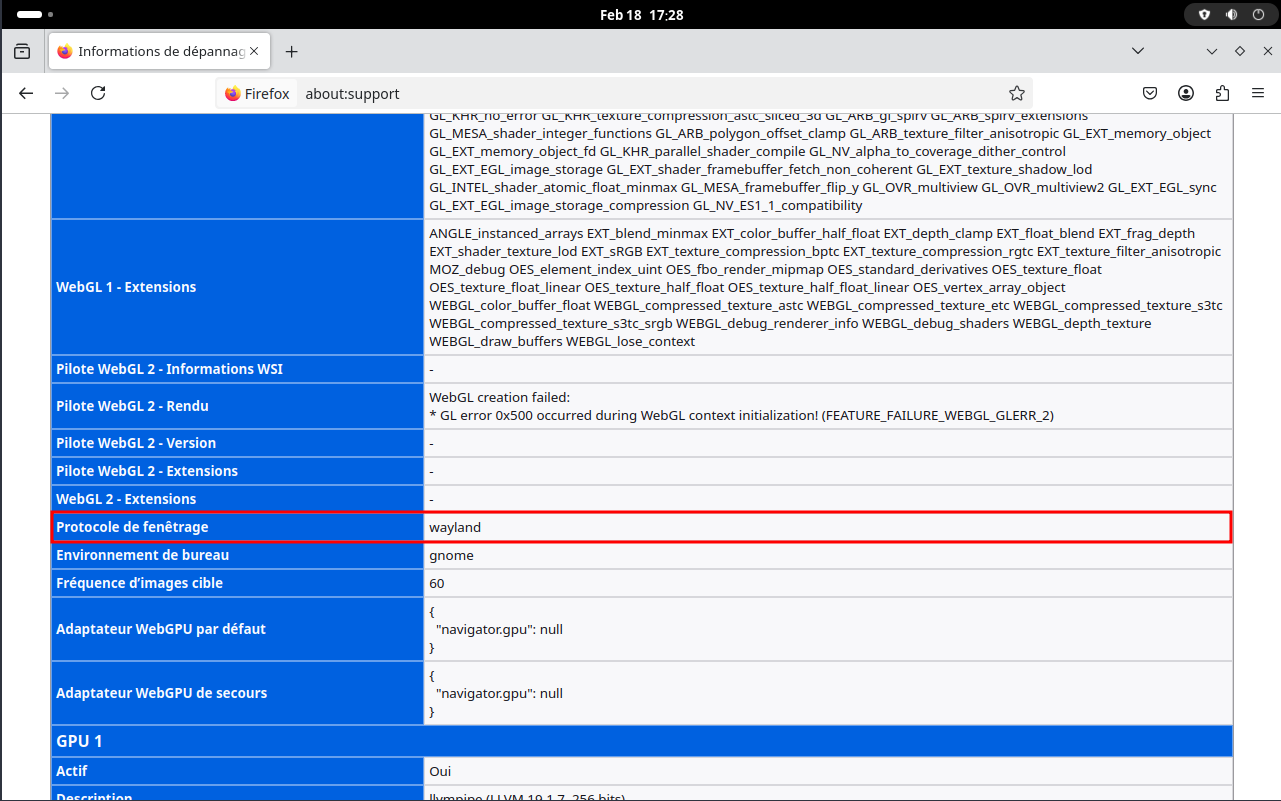 Feb 18 17:28
Informations de dépannag
Firefox
about:support
GL_KHR_no_error GL_KHR_texture_compression_astc_sliced_3d GL_ARB_gl_spirv GL_ARB_spirv_extensions
GL_MESA_shader_integer_functions GL_ARB_polygon_offset_clamp GL_ARB_texture_filter_anisotropic GL_EXT_memory_object
GL_EXT_memory_object_fd GL_KHR_parallel_shader_compile GL_NV_alpha_to_coverage_dither_control
GL_EXT_EGL_image_storage GL_EXT_shader_framebuffer_fetch_non_coherent GL_EXT_texture_shadow_lod
GL_INTEL_shader_atomic_float_minmax GL_MESA_framebuffer_flip_y GL_OVR_multiview GL_OVR_multiview2 GL_EXT_EGL_sync
GL_EXT_EGL_image_storage_compression GL_NV_ES1_1_compatibility
WebGL 1 - Extensions
ANGLE_instanced_arrays EXT_blend_minmax EXT_color_buffer_half_float EXT_depth_clamp EXT_float_blend EXT_frag_depth
EXT_shader_texture_lod EXT_sRGB EXT_texture_compression_bptc EXT_texture_compression_rgtc EXT_texture_filter_anisotropic
MOZ_debug OES_element_index_uint OES_fbo_render_mipmap OES_standard_derivatives OES_texture_float
OES_texture_float_linear OES_texture_half_float OES_texture_half_float_linear OES_vertex_array_object
WEBGL_color_buffer_float WEBGL_compressed_texture_astc WEBGL_compressed_texture_etc WEBGL_compressed_texture_s3tc
WEBGL_compressed_texture_s3tc_srgb WEBGL_debug_renderer_info WEBGL_debug_shaders WEBGL_depth_texture
WEBGL_draw_buffers WEBGL_lose_context
Pilote WebGL 2 - Informations WSI
-
Pilote WebGL 2 - Rendu
WebGL creation failed:
* GL error 0x500 occurred during WebGL context initialization! (FEATURE_FAILURE_WEBGL_GLERR_2)
Pilote WebGL 2 - Version
-
Pilote WebGL 2 - Extensions
-
WebGL 2 - Extensions
-
Protocole de fenêtrage
wayland
Environnement de bureau
gnome
Fréquence d’images cible
60
Adaptateur WebGPU par défaut
{
"navigator.gpu": null
}
Adaptateur WebGPU de secours
{
"navigator.gpu": null
}
GPU 1
Actif
Oui
Description
llvmpipe (LLVM 19.1.7, 256 bits)